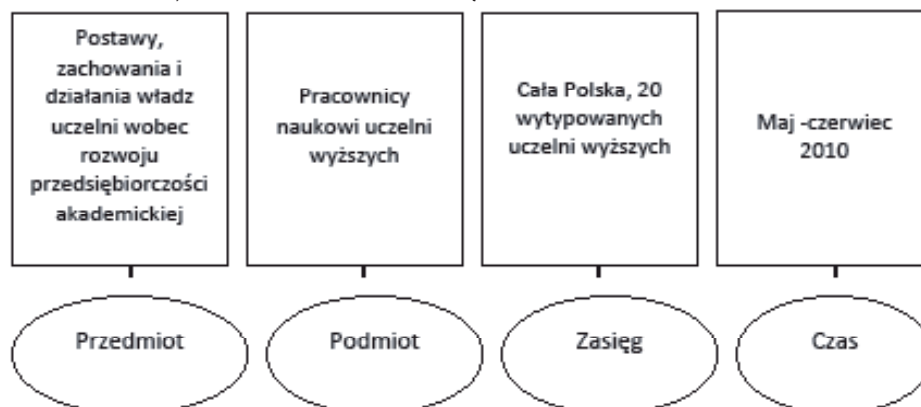 Postawy,
zachowania i
działania władz
uczelni wobec
rozwoju
przedsiębiorczości
akademickiej
Pracownicy
naukowi uczelni
wyższych
Cała Polska, 20
wytypowanych
uczelni wyższych
Maj -czerwiec
2010
Przedmiot
Podmiot
Zasięg
Czas